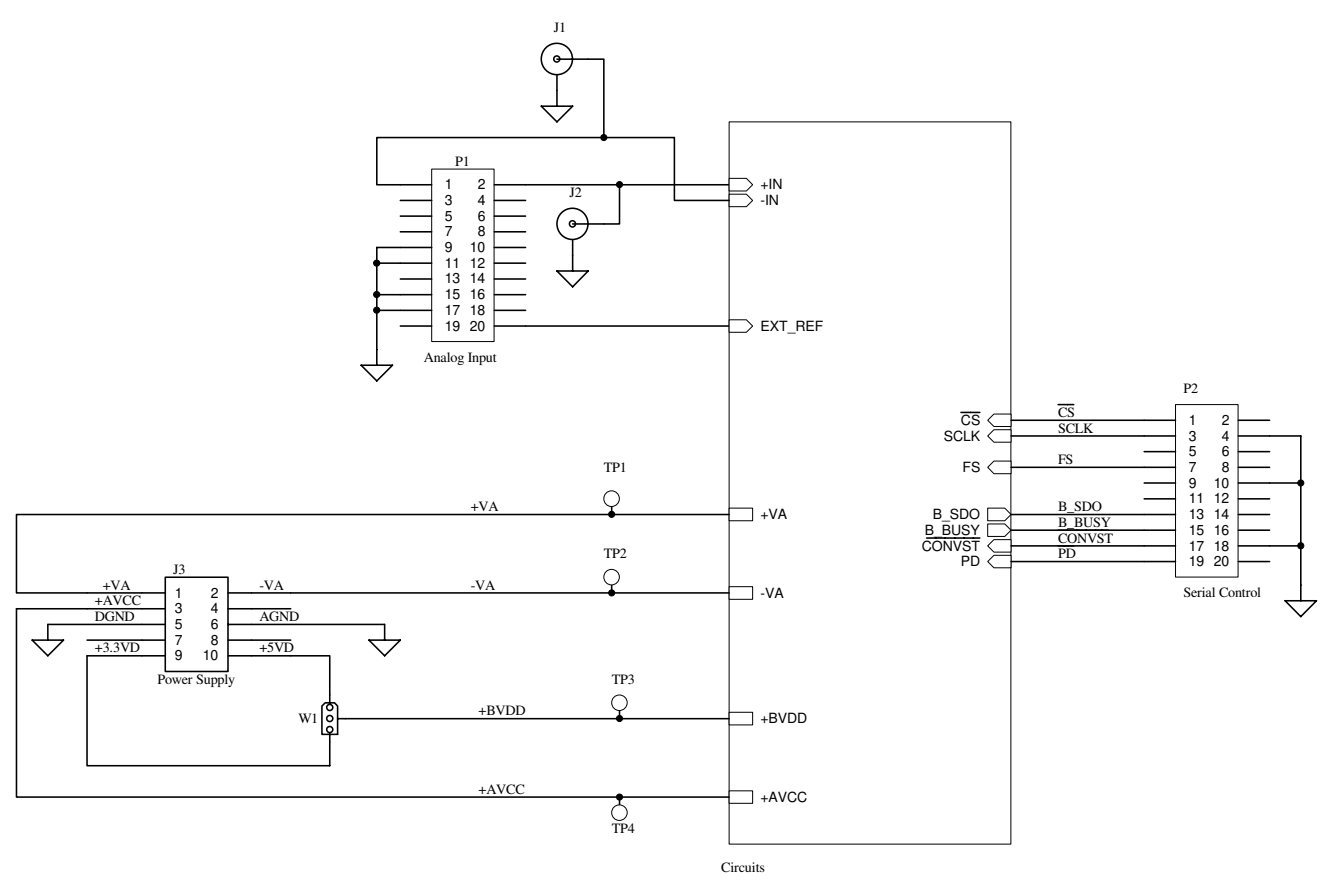 J1
P1
1 2
3 4
5 6
7 8
9 10
11 12
13 14
15 16
17 18
19 20
Analog Input
J2
+IN
-IN
EXT_REF
P2
CS
SCLK
FS
B_SDO
B_BUSY
CONVST
PD
CS
SCLK
FS
B_SDO
B_BUSY
CONVST
PD
1 2
3 4
5 6
7 8
9 10
11 12
13 14
15 16
17 18
19 20
Serial Control
TP1
+VA
+VA
TP2
-VA
-VA
J3
+VA
+AVCC
DGND
+3.3VD
1 2
3 4
5 6
7 8
9 10
-VA
AGND
+5VD
Power Supply
W1
TP3
+BVDD
+BVDD
+AVCC
+AVCC
TP4
Circuits